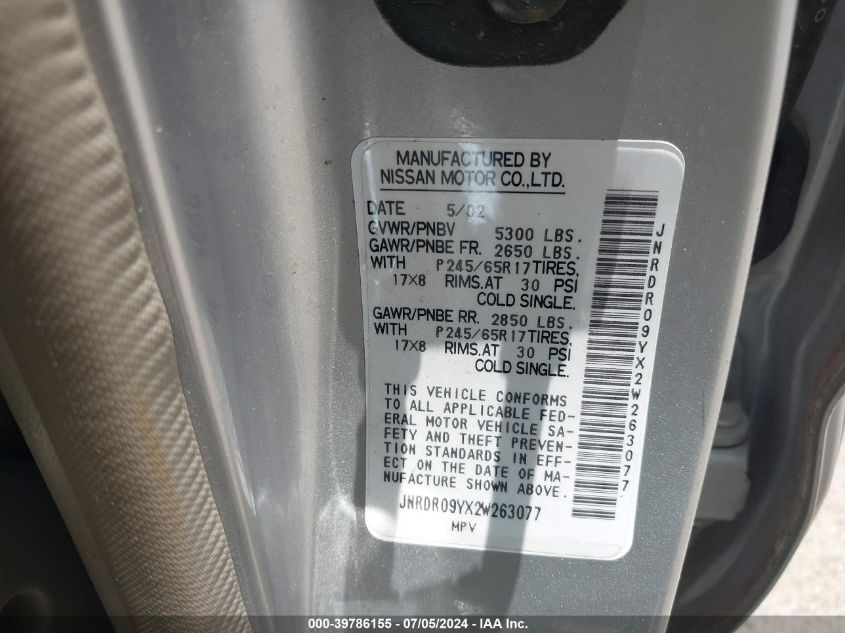 MANUFACTURED BY
NISSAN MOTOR CO.,LTD.
DATE 5/02
GVWR/PNBV 5300 LBS.
GAWR/PNBE FR. 2650 LBS.
WITH P245/65R17TIRES,
17X8 RIMS.AT 30 PSI
COLD SINGLE.
GAWR/PNBE RR. 2850 LBS.
WITH P245/65R17TIRES,
17X8 RIMS.AT 30 PSI
COLD SINGLE.
THIS VEHICLE CONFORMS
TO ALL APPLICABLE FED-
ERAL MOTOR VEHICLE SA-
FETY AND THEFT PREVEN-
TION STANDARDS IN EFF-
ECT ON THE DATE OF MA-
NUFACTURE SHOWN ABOVE.
JNRDR09YX2W263077
MPV
JNRDR09YX2W263077
000-39786155 - 07/05/2024 - IAA Inc.